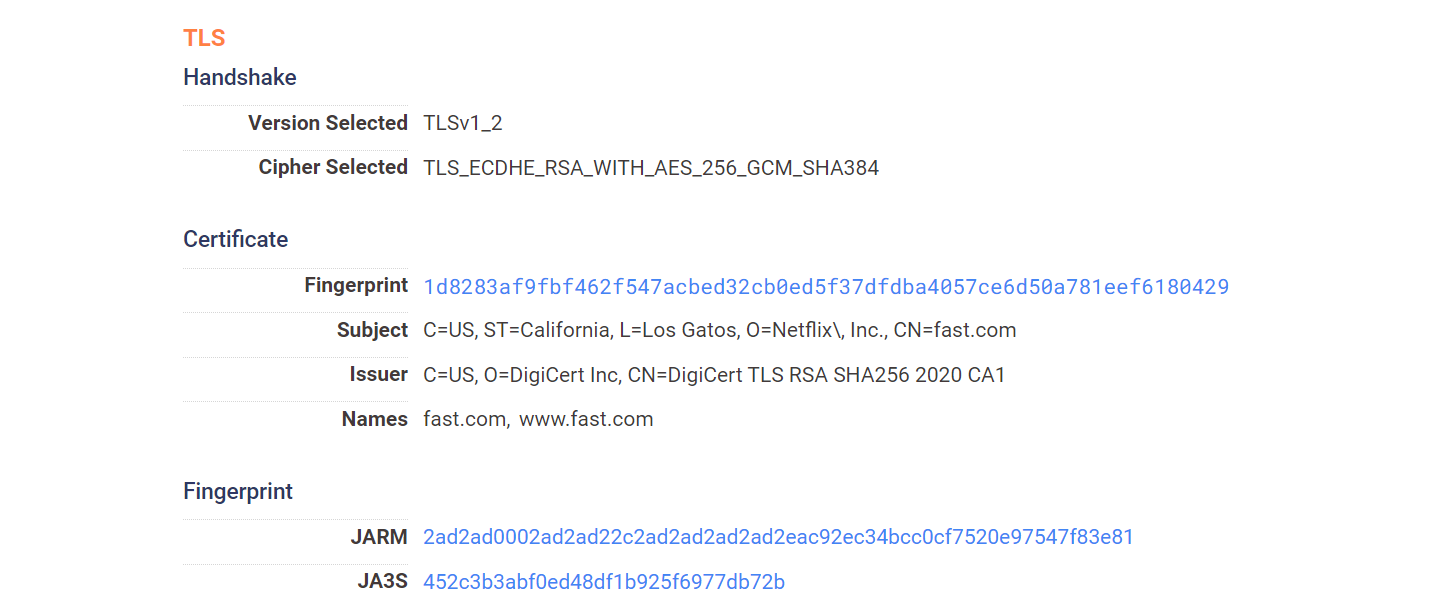 TLS
Handshake
Version Selected TLSv1_2
Cipher Selected TLS_ECDHE_RSA_WITH_AES_256_GCM_SHA384
Certificate
Fingerprint 1d8283af9fbf462f547acbed32cb0ed5f37dfdba4057ce6d50a781eef6180429
Subject C=US, ST=California, L=Los Gatos, O=Netflix\, Inc., CN=fast.com
Issuer C=US, O=DigiCert Inc, CN=DigiCert TLS RSA SHA256 2020 CA1
Names fast.com, www.fast.com
Fingerprint
JARM 2ad2ad0002ad2ad22c2ad2ad2ad2ad2eac92ec34bcc0cf7520e97547f83e81
JA3S 452c3b3abf0ed48df1b925f6977db72b